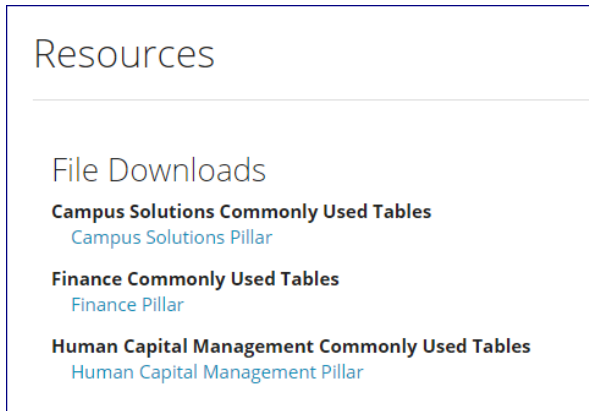 Resources
File Downloads
Campus Solutions Commonly Used Tables
Campus Solutions Pillar
Finance Commonly Used Tables
Finance Pillar
Human Capital Management Commonly Used Tables
Human Capital Management Pillar